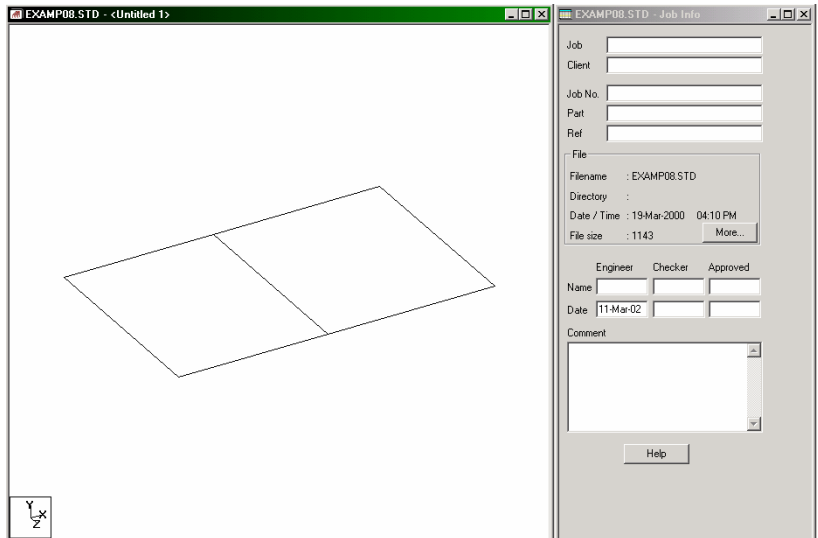 EXAMP08.STD - <Untitled 1>
Y
X
Z
EXAMP08.STD - Job Info
Job
Client
Job No.
Part
Ref
File
Filename : EXAMP08.STD
Directory :
Date / Time : 19-Mar-2000 04:10 PM
File size : 1143 More...
Engineer Checker Approved
Name
Date 11-Mar-02
Comment
Help